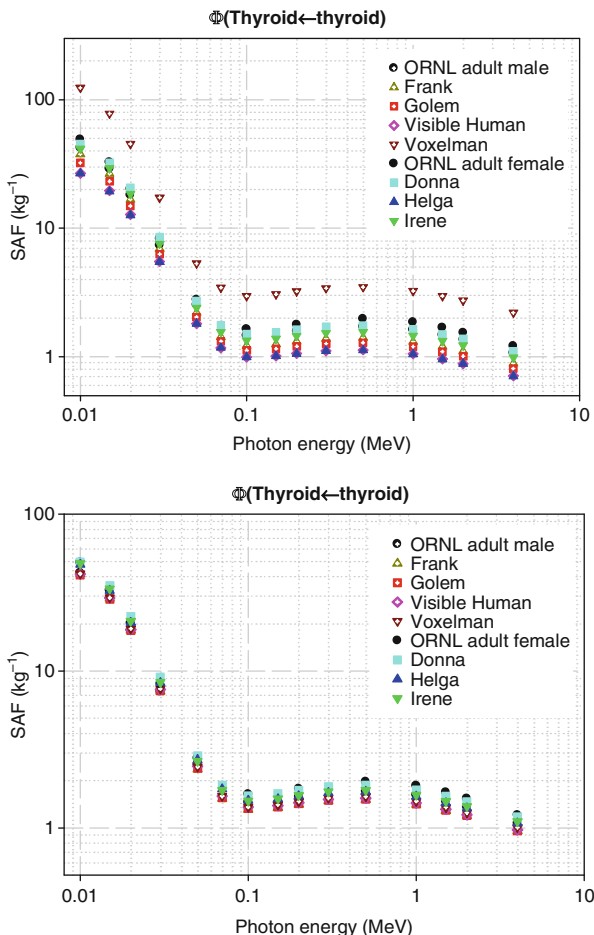 Φ(Thyroid←thyroid)
100
10
1
SAF (kg⁻¹)
ORNL adult male
Frank
Golem
Visible Human
Voxelman
ORNL adult female
Donna
Helga
Irene
0.01 0.1 1 10
Photon energy (MeV)
Φ(Thyroid←thyroid)
100
10
1
SAF (kg⁻¹)
ORNL adult male
Frank
Golem
Visible Human
Voxelman
ORNL adult female
Donna
Helga
Irene
0.01 0.1 1 10
Photon energy (MeV)